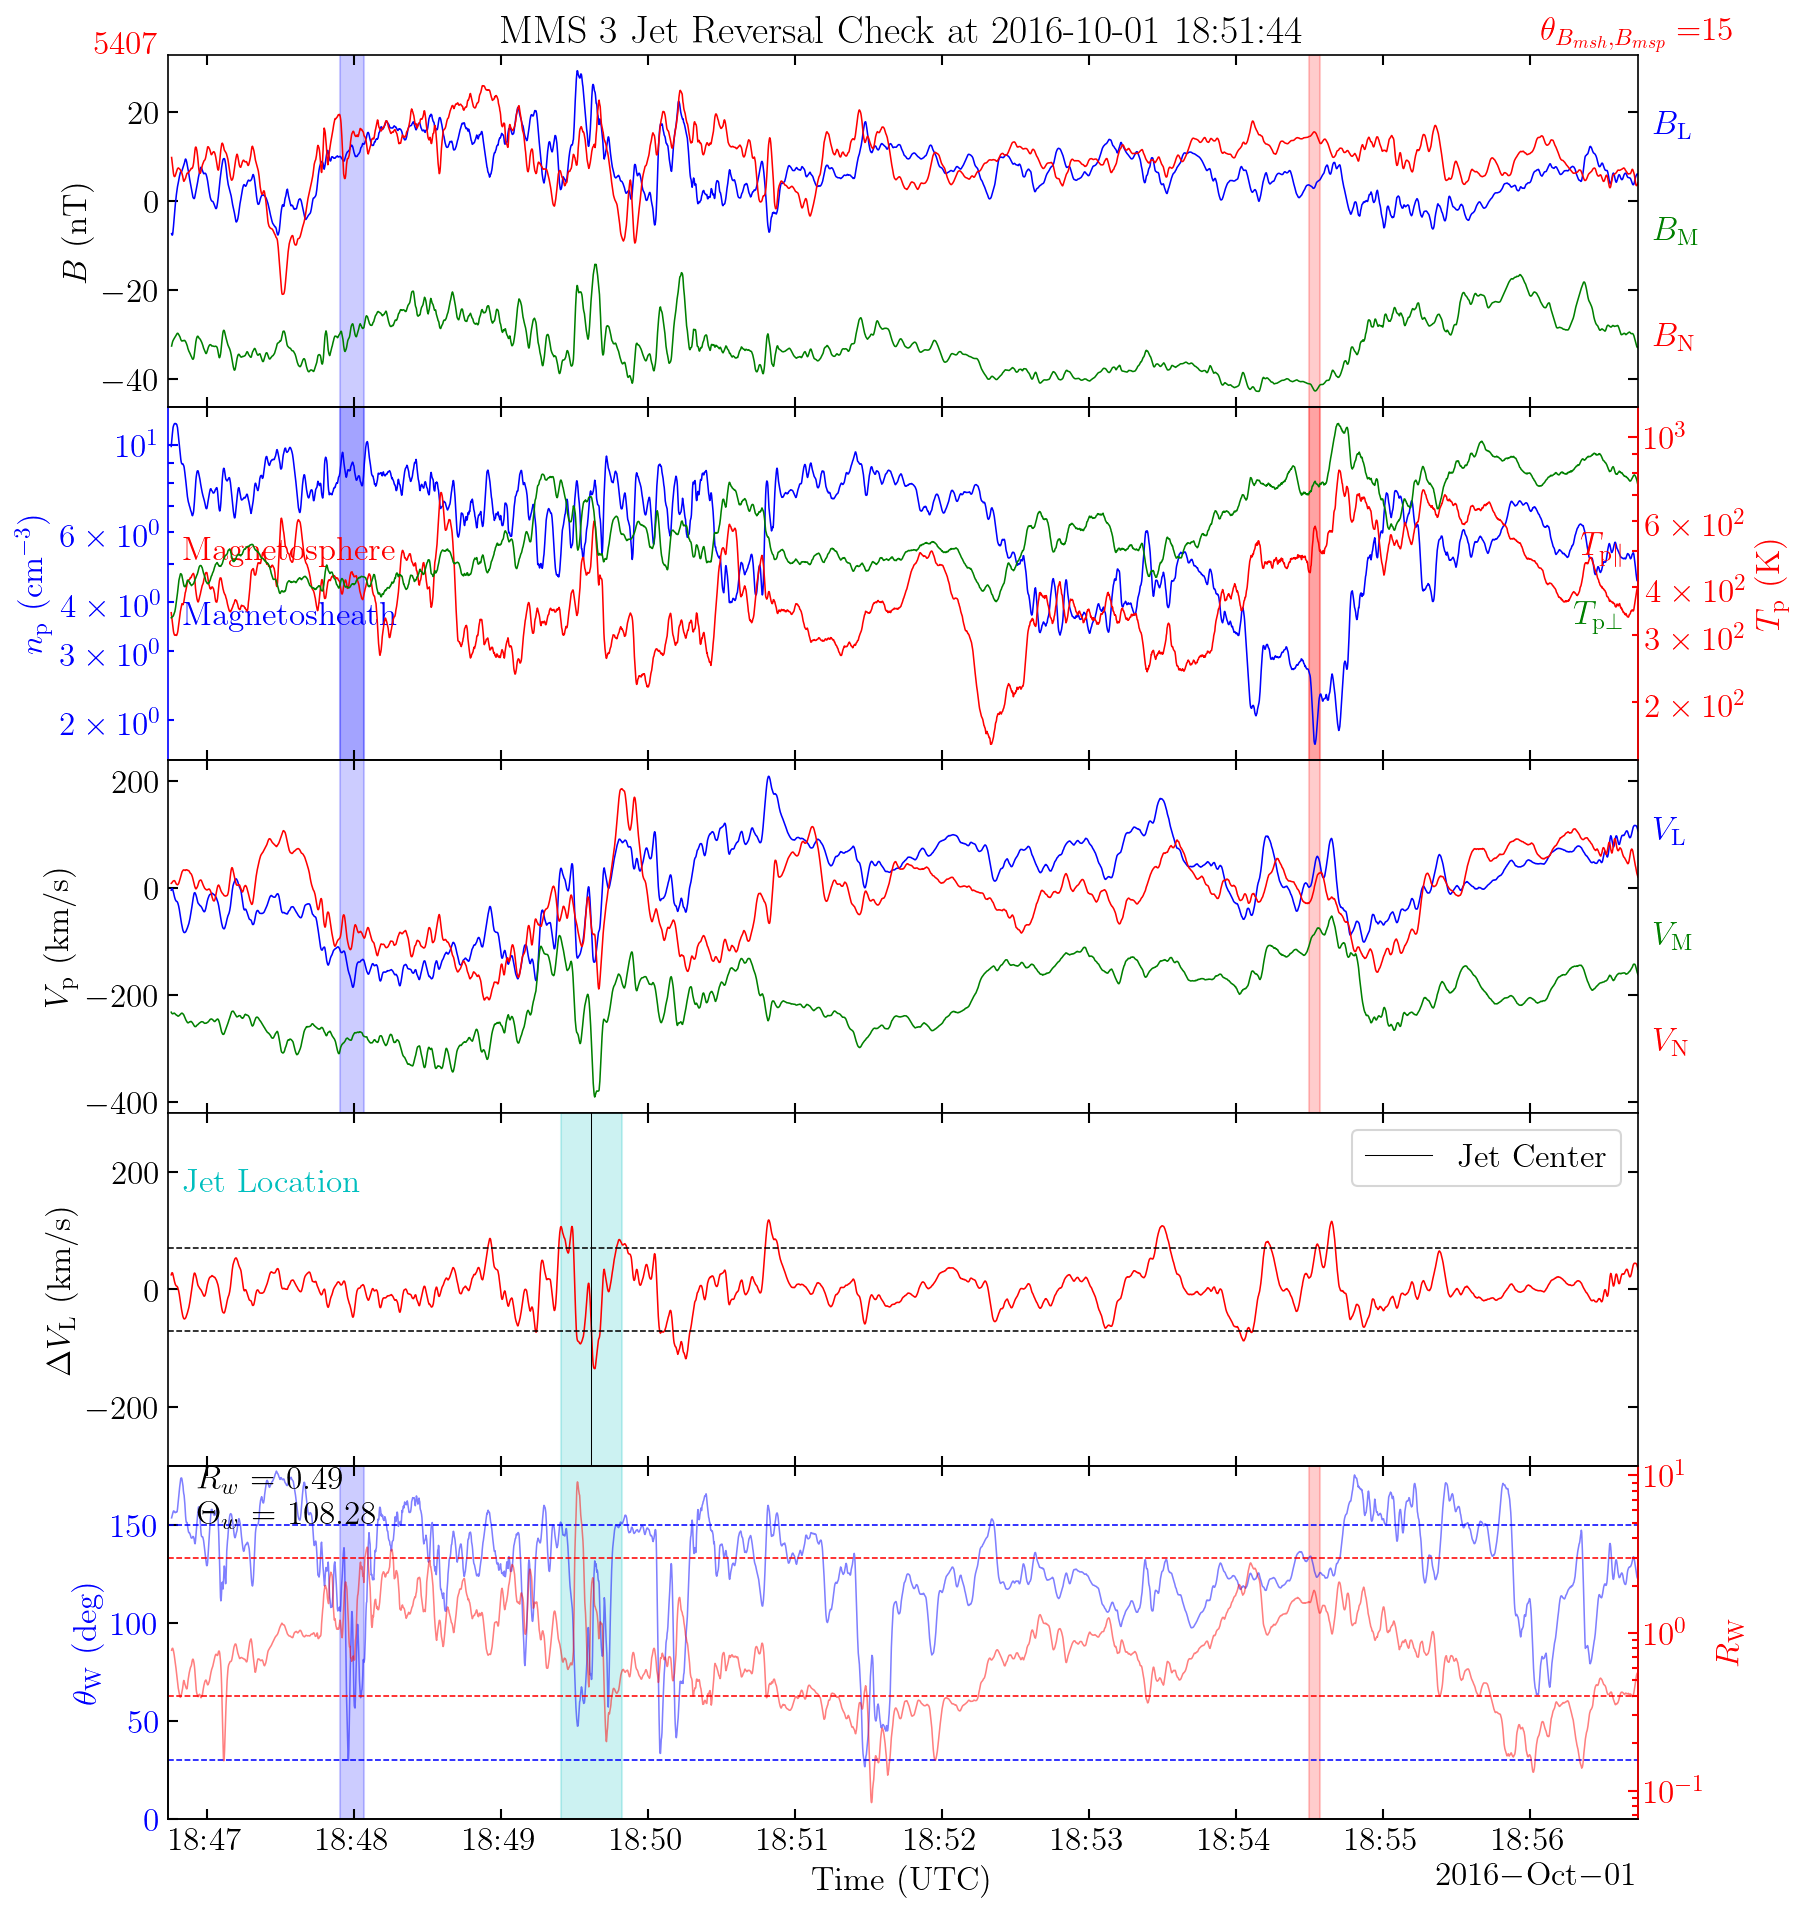 MMS 3 Jet Reversal Check at 2016-10-01 18:51:44
5407
θ_{B_{msh},B_{msp}} =15
B (nT)
20
0
−20
−40
B_L
B_M
B_N
n_p (cm^{−3})
10^1
6 × 10^0
4 × 10^0
3 × 10^0
2 × 10^0
Magnetosphere
Magnetosheath
T_{p∥}
T_{p⊥}
10^3
6 × 10^2
4 × 10^2
3 × 10^2
2 × 10^2
T_p (K)
V_p (km/s)
200
0
−200
−400
V_L
V_M
V_N
ΔV_L (km/s)
200
0
−200
Jet Location
Jet Center
R_w = 0.49
Θ_w = 108.28
θ_W (deg)
150
100
50
0
10^1
10^0
10^{−1}
R_W
18:47 18:48 18:49 18:50 18:51 18:52 18:53 18:54 18:55 18:56
Time (UTC)
2016−Oct−01